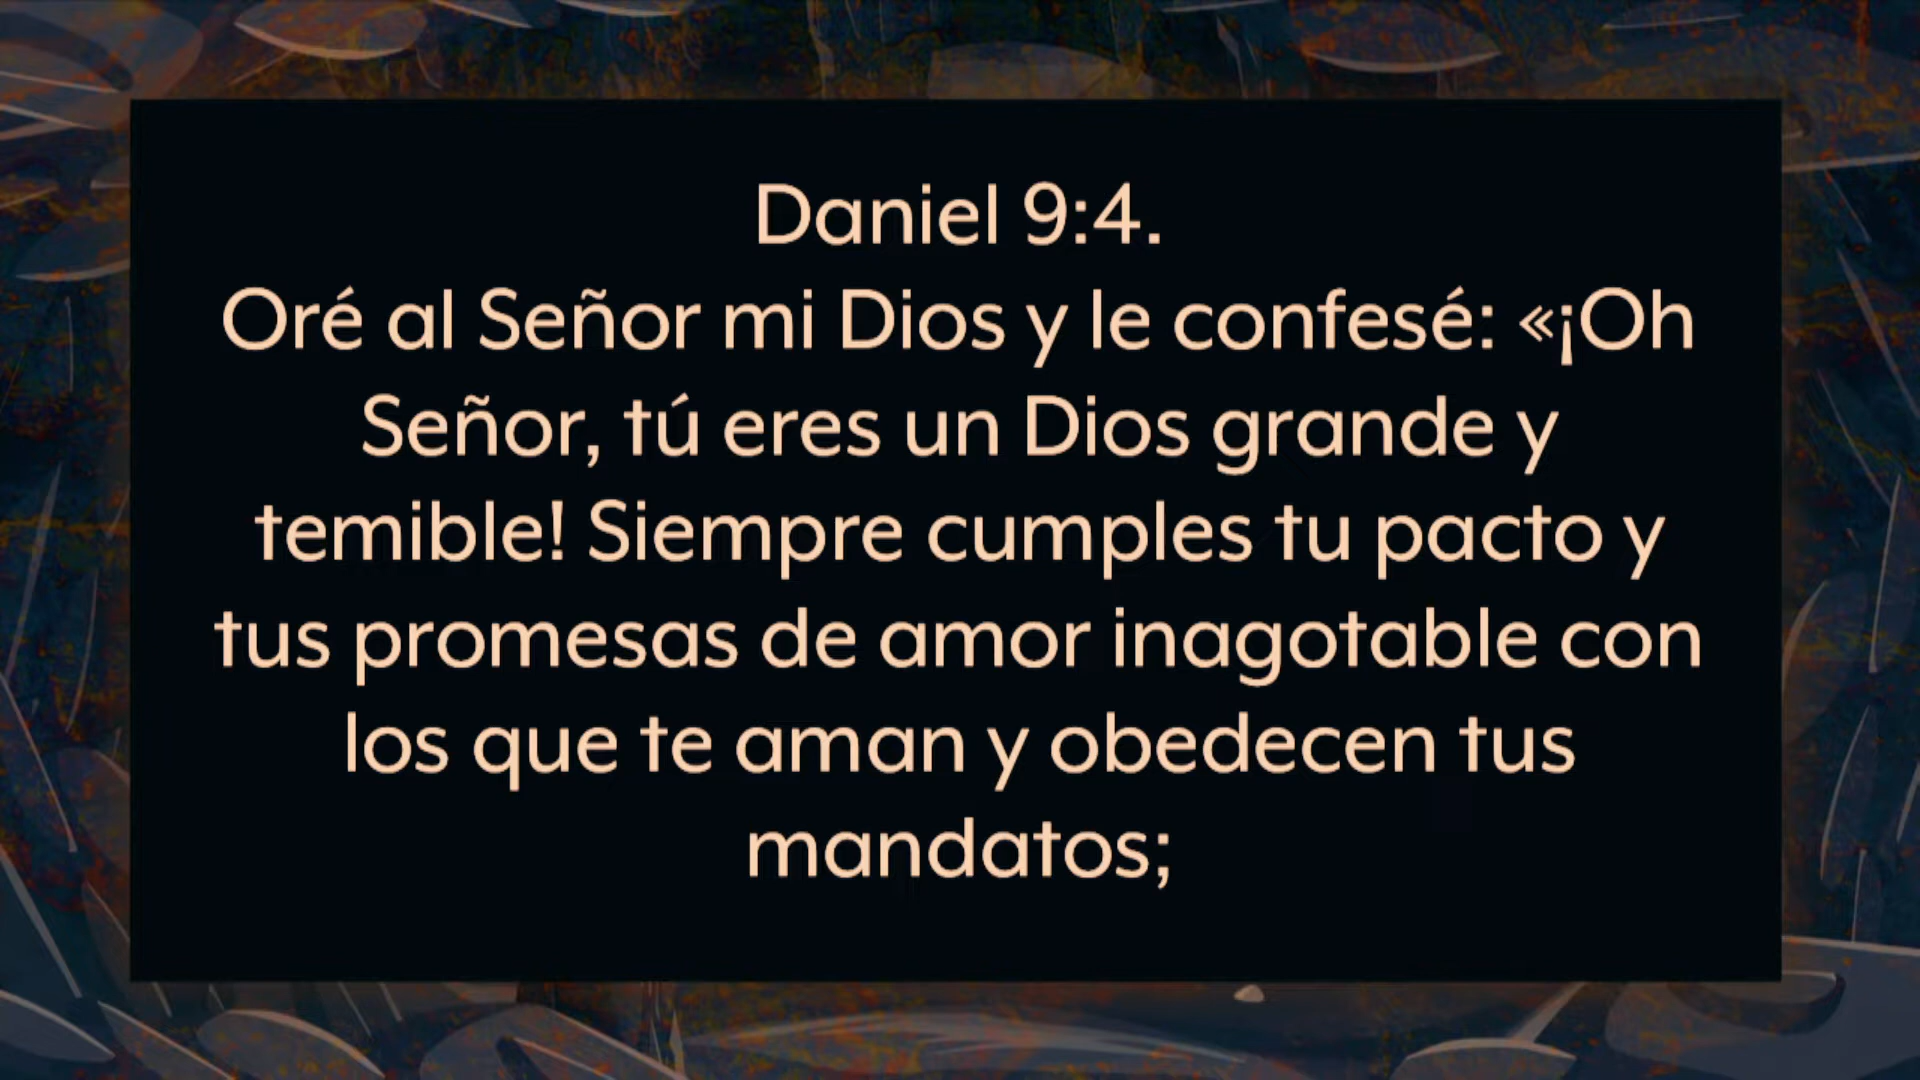 Daniel 9:4.
Oré al Señor mi Dios y le confesé: «¡Oh
Señor, tú eres un Dios grande y
temible! Siempre cumples tu pacto y
tus promesas de amor inagotable con
los que te aman y obedecen tus
mandatos;